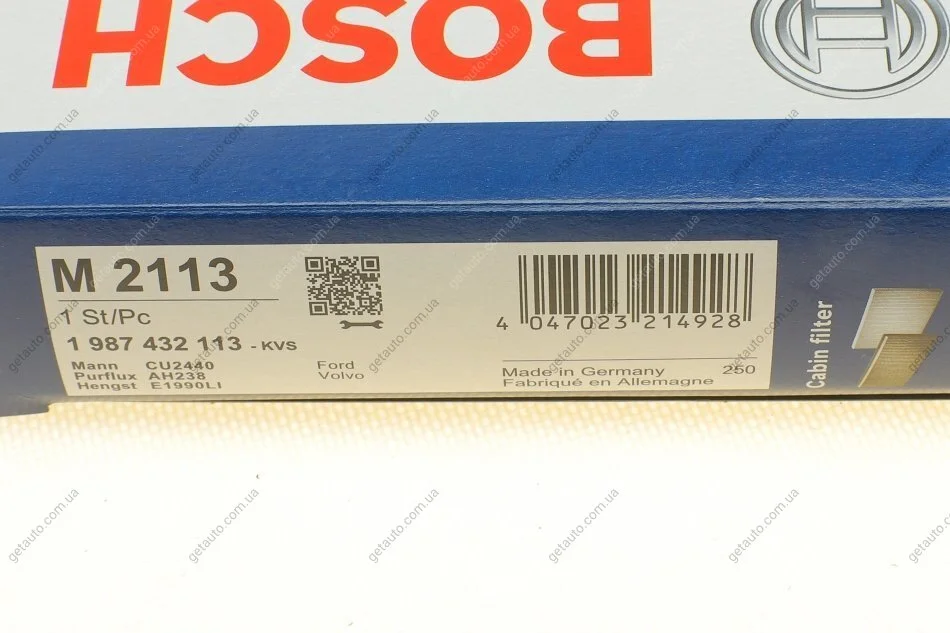 BOSCH
M 2113
1 St/Pc
1 987 432 113 - KVS
Mann CU2440
Purflux AH238
Hengst E1990LI
Ford
Volvo
4 047023 214928
Made in Germany
Fabriqué en Allemagne
250
Cabin filter
getauto.com.ua